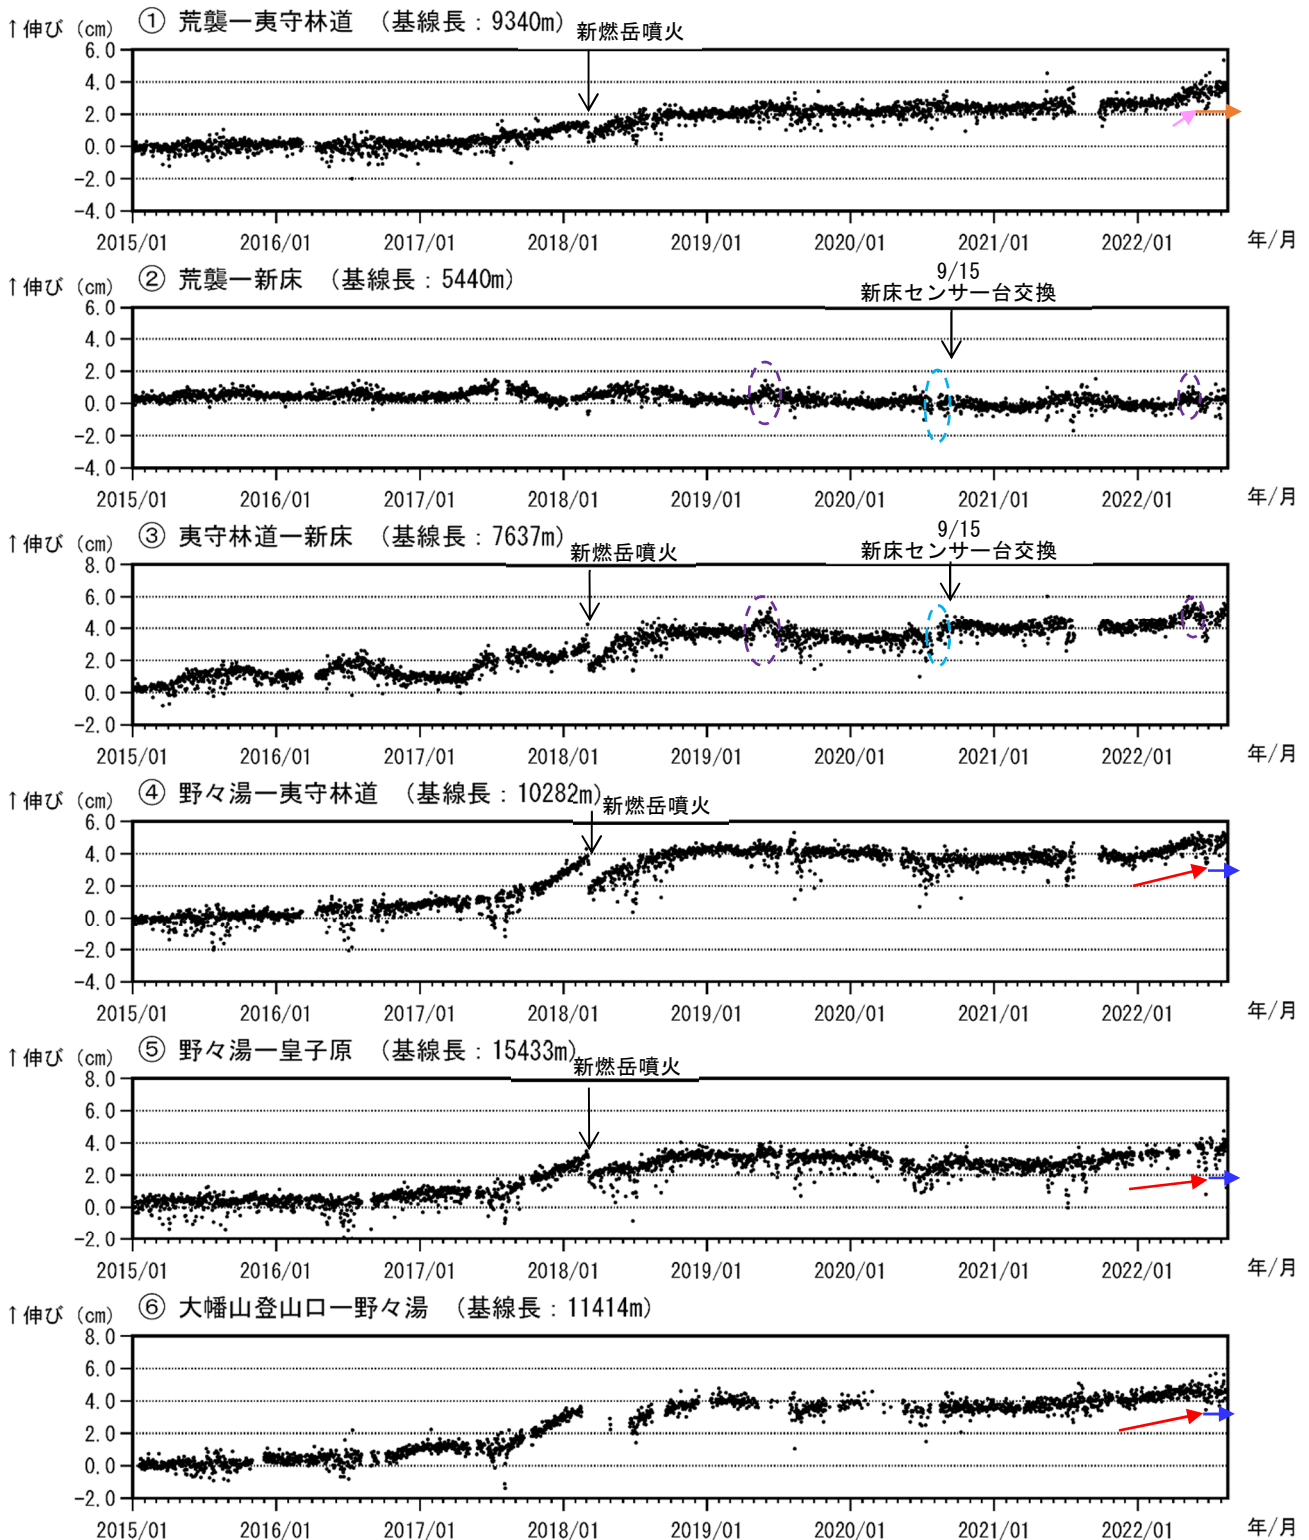 ① 荒襲ー夷守林道 (基線長：9340m)
↑伸び (cm)
新燃岳噴火
6.0
4.0
2.0
0.0
-2.0
-4.0
2015/01 2016/01 2017/01 2018/01 2019/01 2020/01 2021/01 2022/01 年/月
② 荒襲ー新床 (基線長：5440m)
↑伸び (cm)
9/15
新床センサー台交換
6.0
4.0
2.0
0.0
-2.0
-4.0
2015/01 2016/01 2017/01 2018/01 2019/01 2020/01 2021/01 2022/01 年/月
③ 夷守林道ー新床 (基線長：7637m)
↑伸び (cm)
新燃岳噴火
9/15
新床センサー台交換
8.0
6.0
4.0
2.0
0.0
-2.0
2015/01 2016/01 2017/01 2018/01 2019/01 2020/01 2021/01 2022/01 年/月
④ 野々湯ー夷守林道 (基線長：10282m)
↑伸び (cm)
新燃岳噴火
6.0
4.0
2.0
0.0
-2.0
-4.0
2015/01 2016/01 2017/01 2018/01 2019/01 2020/01 2021/01 2022/01 年/月
⑤ 野々湯ー皇子原 (基線長：15433m)
↑伸び (cm)
新燃岳噴火
8.0
6.0
4.0
2.0
0.0
-2.0
2015/01 2016/01 2017/01 2018/01 2019/01 2020/01 2021/01 2022/01 年/月
⑥ 大幡山登山口ー野々湯 (基線長：11414m)
↑伸び (cm)
8.0
6.0
4.0
2.0
0.0
-2.0
2015/01 2016/01 2017/01 2018/01 2019/01 2020/01 2021/01 2022/01 年/月